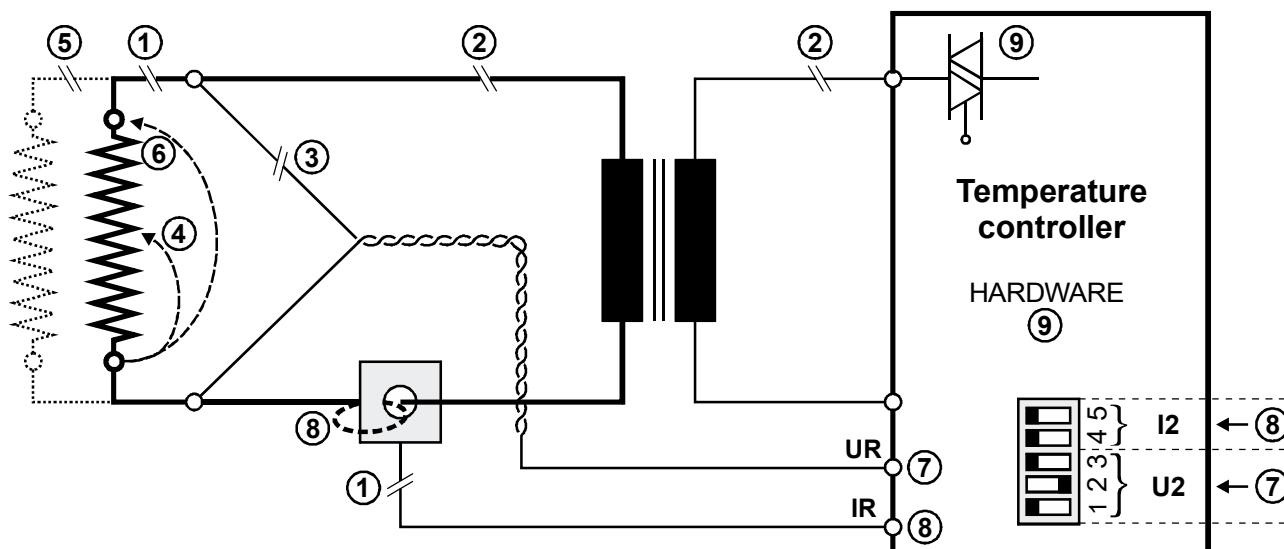 ⑤ ① ② ② ⑨
③
⑥
④
Temperature
controller
HARDWARE
⑨
⑧
5
4
I2
⑧
UR
⑦
3
2
1
U2
⑦
①
IR
⑧